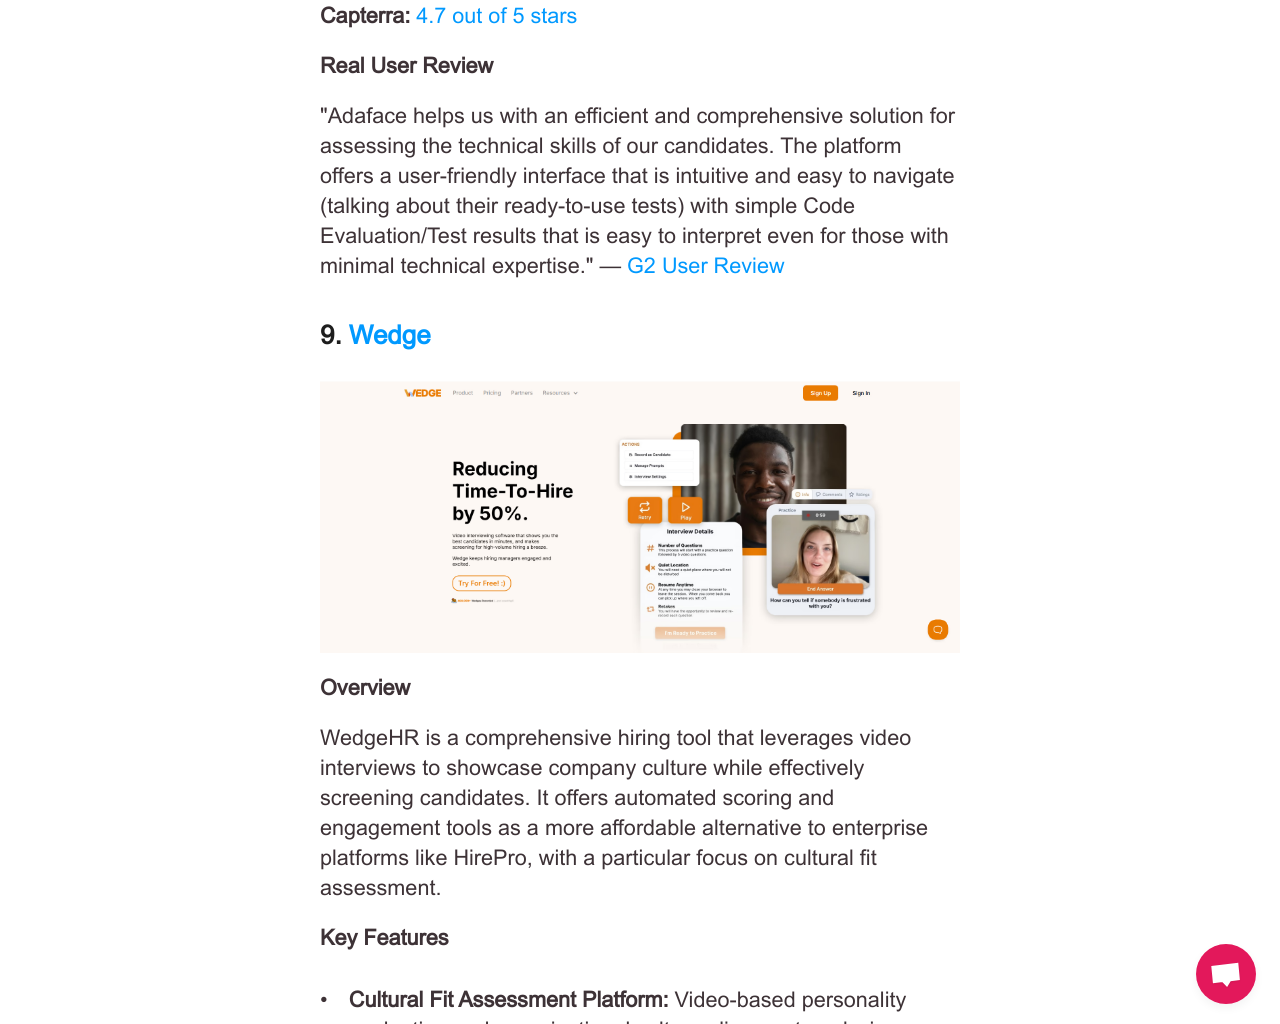 Capterra: 4.7 out of 5 stars
Real User Review
"Adaface helps us with an efficient and comprehensive solution for
assessing the technical skills of our candidates. The platform
offers a user-friendly interface that is intuitive and easy to navigate
(talking about their ready-to-use tests) with simple Code
Evaluation/Test results that is easy to interpret even for those with
minimal technical expertise." — G2 User Review
9. Wedge
WEDGE Product Pricing Partners Resources Sign Up Sign In
ACTIONS
Record as Candidate
Manage Prompts
Interview Settings
Reducing
Time-To-Hire
by 50%.
Video interviewing software that shows you the
best candidates in minutes, and makes
screening for high-volume hiring a breeze.
Wedge keeps hiring managers engaged and
excited.
Try For Free! :)
Retry Play
Interview Details
Number of Questions
Quiet Location
Resume Anytime
Retakes
I'm Ready to Practice
Info Comments Ratings
Practice
0:59
End Answer
How can you tell if somebody is frustrated
with you?
Overview
WedgeHR is a comprehensive hiring tool that leverages video
interviews to showcase company culture while effectively
screening candidates. It offers automated scoring and
engagement tools as a more affordable alternative to enterprise
platforms like HirePro, with a particular focus on cultural fit
assessment.
Key Features
• Cultural Fit Assessment Platform: Video-based personality